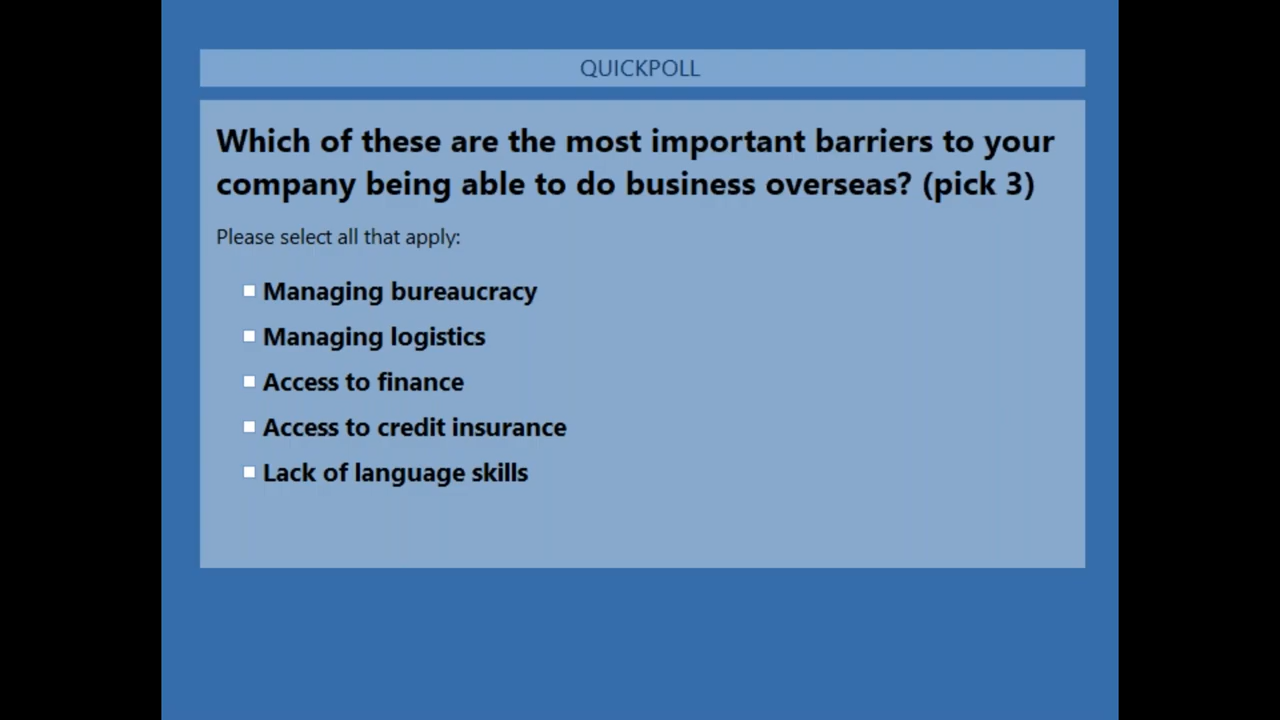 QUICKPOLL
Which of these are the most important barriers to your
company being able to do business overseas? (pick 3)
Please select all that apply:
Managing bureaucracy
Managing logistics
Access to finance
Access to credit insurance
Lack of language skills